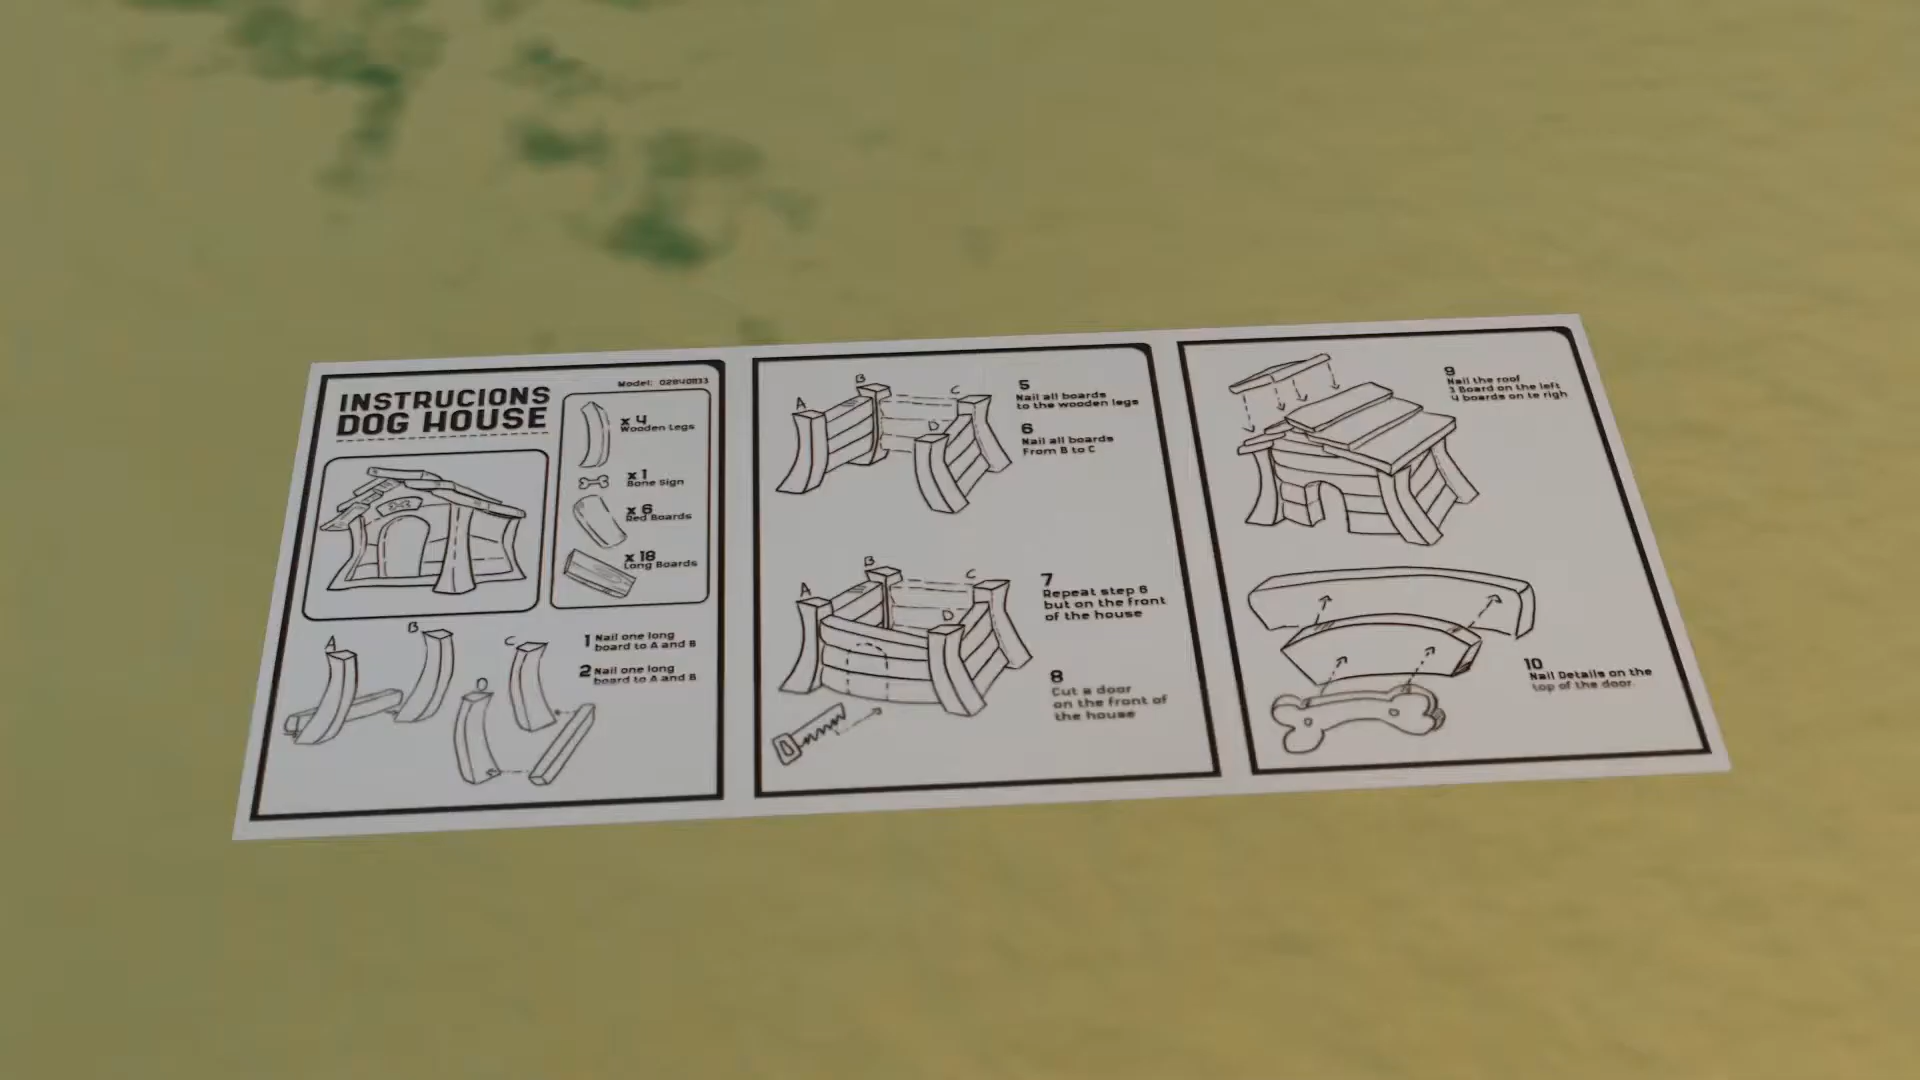 INSTRUCIONS
DOG HOUSE
Model: 02840833
x 4
Wooden Legs
x 1
Bone Sign
x 6
Red Boards
x 18
Long Boards
A
B
C
D
1 Nail one long
board to A and B
2 Nail one long
board to A and B
A
B
C
D
5
Nail all boards
to the wooden legs
6
Nail all boards
From B to C
A
B
C
D
7
Repeat step 6
but on the front
of the house
8
Cut a door
on the front of
the house
9
Nail the roof
3 Board on the left
4 boards on te righ
10
Nail Details on the
top of the door.